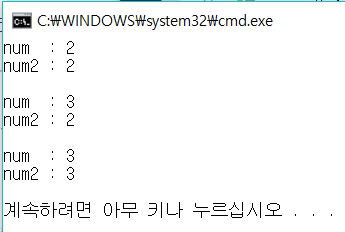 C:\WINDOWS\system32\cmd.exe
num  : 2
num2 : 2
num  : 3
num2 : 2
num  : 3
num2 : 3
계속하려면 아무 키나 누르십시오 . . .